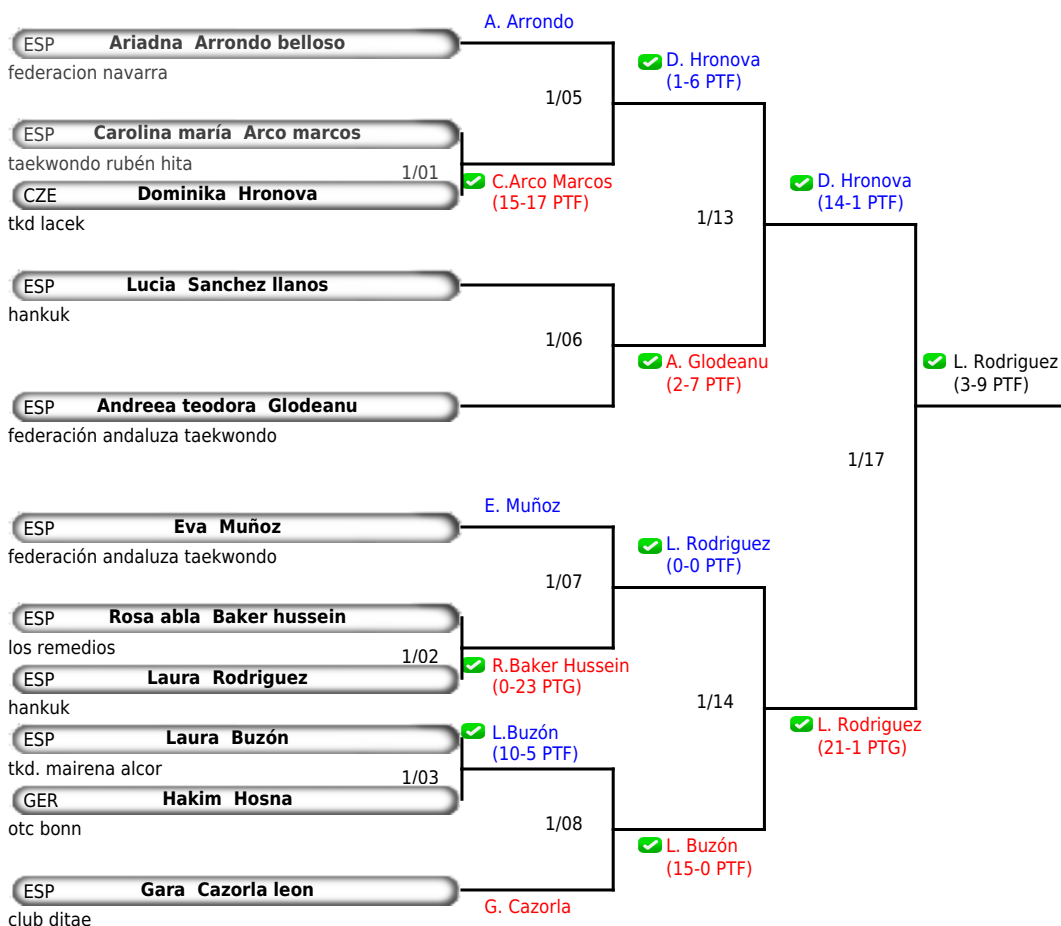 A. Arrondo
ESP Ariadna Arrondo belloso
federacion navarra
D. Hronova
(1-6 PTF)
1/05
ESP Carolina maría Arco marcos
taekwondo rubén hita
1/01
C.Arco Marcos
(15-17 PTF)
D. Hronova
(14-1 PTF)
CZE Dominika Hronova
tkd lacek
1/13
ESP Lucia Sanchez llanos
hankuk
1/06
A. Glodeanu
(2-7 PTF)
L. Rodriguez
(3-9 PTF)
ESP Andreea teodora Glodeanu
federación andaluza taekwondo
1/17
E. Muñoz
ESP Eva Muñoz
federación andaluza taekwondo
L. Rodriguez
(0-0 PTF)
1/07
ESP Rosa abla Baker hussein
los remedios
1/02
R.Baker Hussein
(0-23 PTG)
ESP Laura Rodriguez
hankuk
1/14
L. Rodriguez
(21-1 PTG)
ESP Laura Buzón
tkd. mairena alcor
L.Buzón
(10-5 PTF)
1/03
GER Hakim Hosna
otc bonn
1/08
L. Buzón
(15-0 PTF)
ESP Gara Cazorla leon
club ditae
G. Cazorla